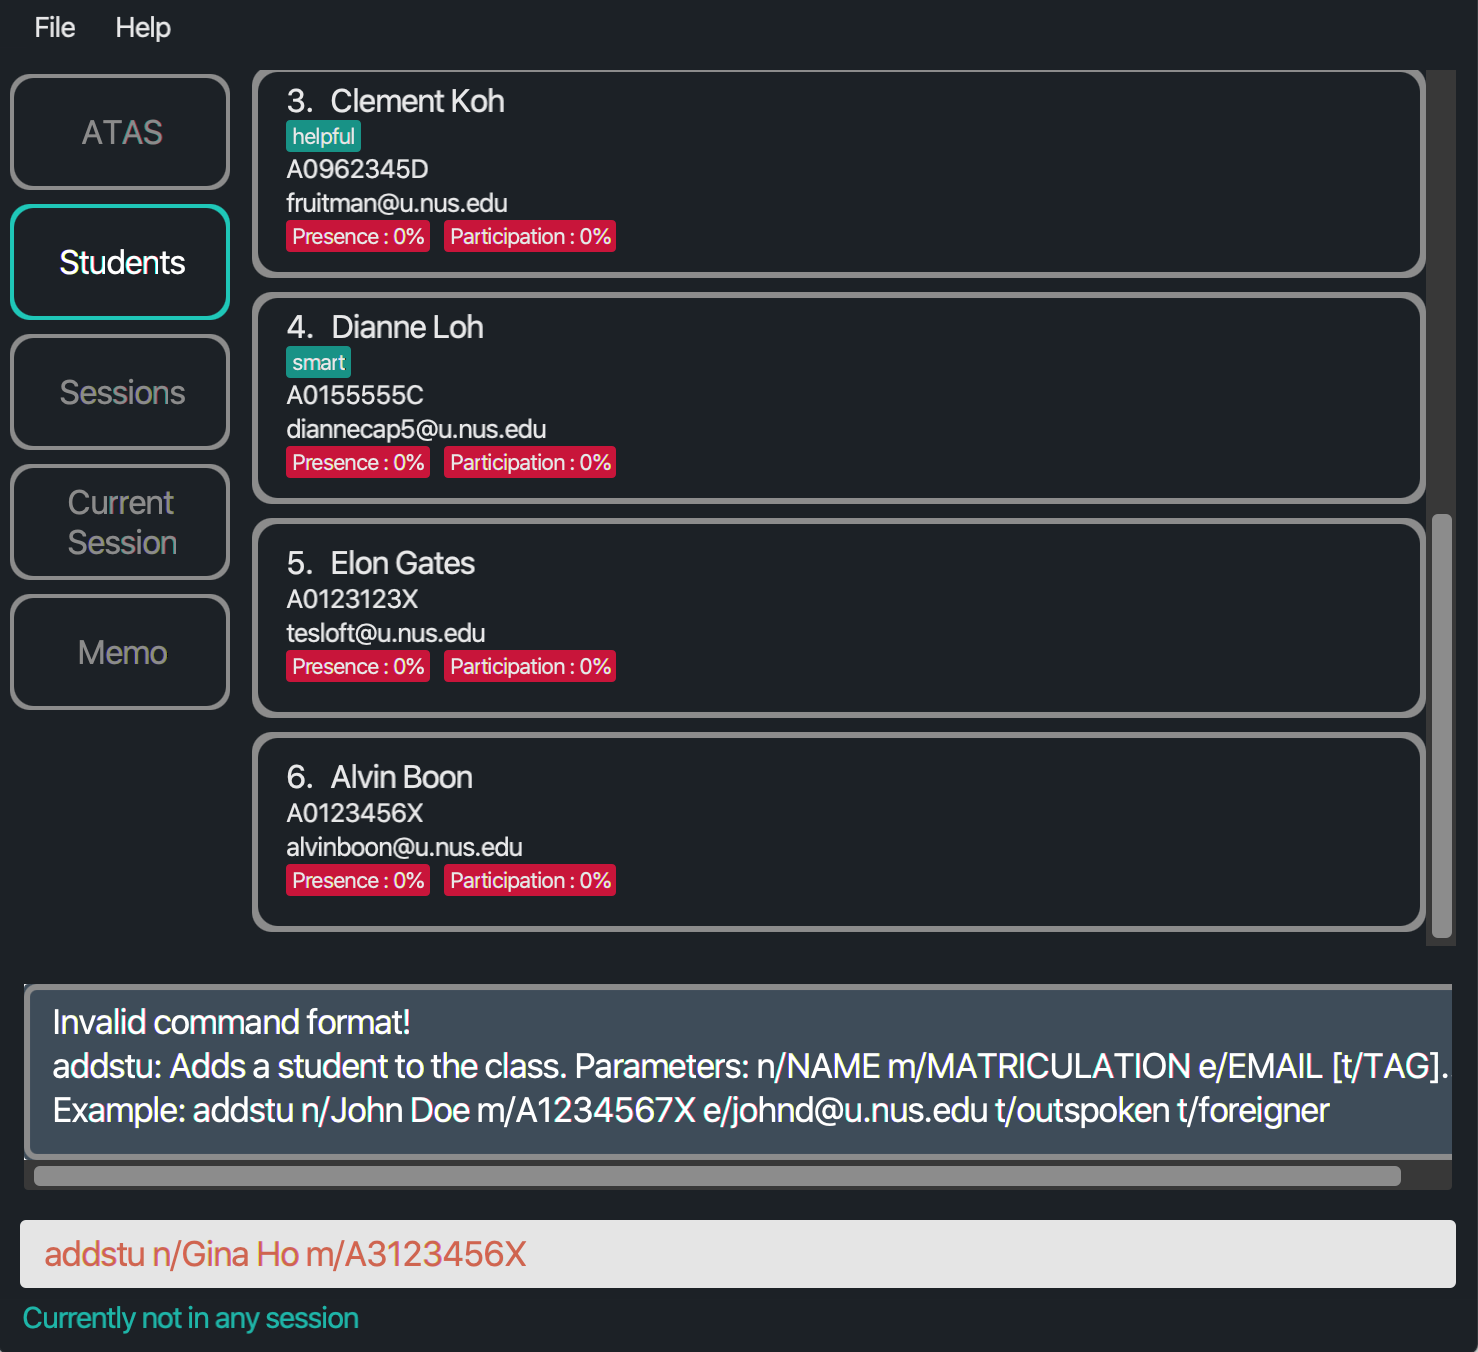 File Help
ATAS
Students
Sessions
Current
Session
Memo
3. Clement Koh
helpful
A0962345D
fruitman@u.nus.edu
Presence : 0% Participation : 0%
4. Dianne Loh
smart
A0155555C
diannecap5@u.nus.edu
Presence : 0% Participation : 0%
5. Elon Gates
A0123123X
tesloft@u.nus.edu
Presence : 0% Participation : 0%
6. Alvin Boon
A0123456X
alvinboon@u.nus.edu
Presence : 0% Participation : 0%
Invalid command format!
addstu: Adds a student to the class. Parameters: n/NAME m/MATRICULATION e/EMAIL [t/TAG].
Example: addstu n/John Doe m/A1234567X e/johnd@u.nus.edu t/outspoken t/foreigner
addstu n/Gina Ho m/A3123456X
Currently not in any session